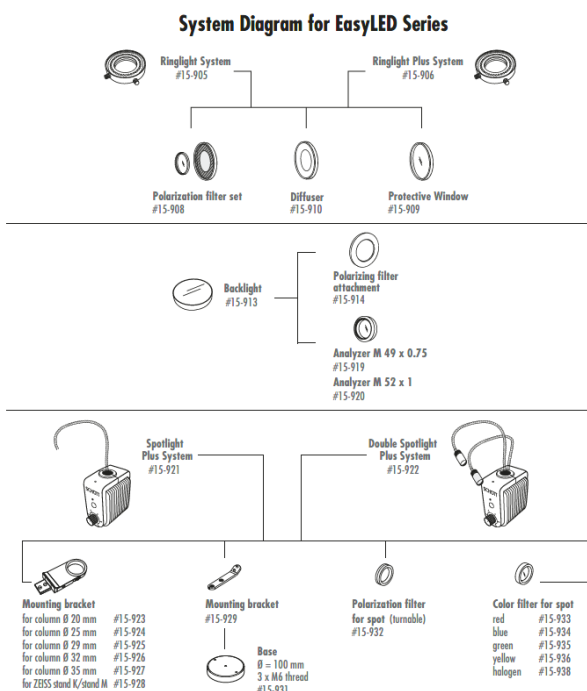 System Diagram for EasyLED Series
Ringlight System
#15-905
Ringlight Plus System
#15-906
Polarization filter set
#15-908
Diffuser
#15-910
Protective Window
#15-909
Backlight
#15-913
Polarizing filter
attachment
#15-914
Analyzer M 49 x 0.75
#15-919
Analyzer M 52 x 1
#15-920
Spotlight
Plus System
#15-921
Double Spotlight
Plus System
#15-922
SCHOTT
SCHOTT
Mounting bracket
for column Ø 20 mm #15-923
for column Ø 25 mm #15-924
for column Ø 29 mm #15-925
for column Ø 32 mm #15-926
for column Ø 35 mm #15-927
for ZEISS stand K/stand M #15-928
Mounting bracket
#15-929
Base
Ø = 100 mm
3 x M6 thread
#15-931
Polarization filter
for spot (turnable)
#15-932
Color filter for spot
red #15-933
blue #15-934
green #15-935
yellow #15-936
halogen #15-938